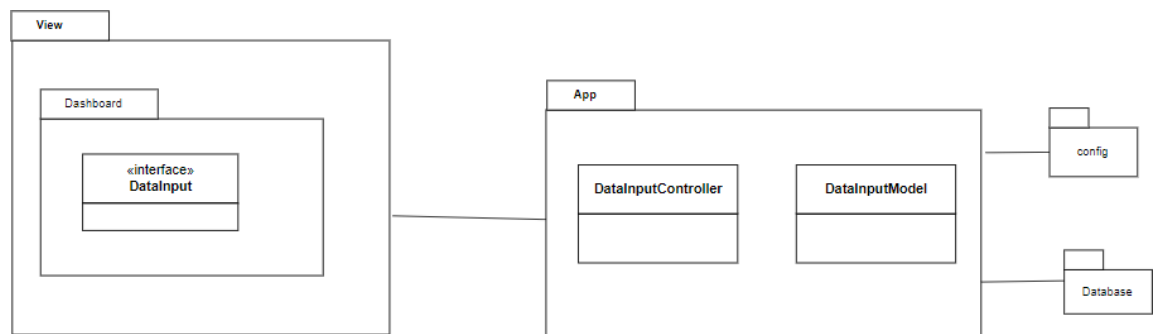 View
Dashboard
«interface»
DataInput
App
DataInputController
DataInputModel
config
Database